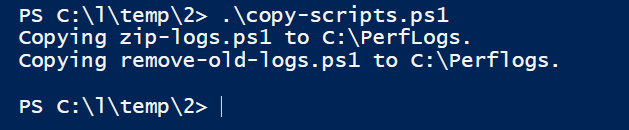 PS C:\l\temp\2> .\copy-scripts.ps1
Copying zip-logs.ps1 to C:\PerfLogs.
Copying remove-old-logs.ps1 to C:\Perflogs.
PS C:\l\temp\2>